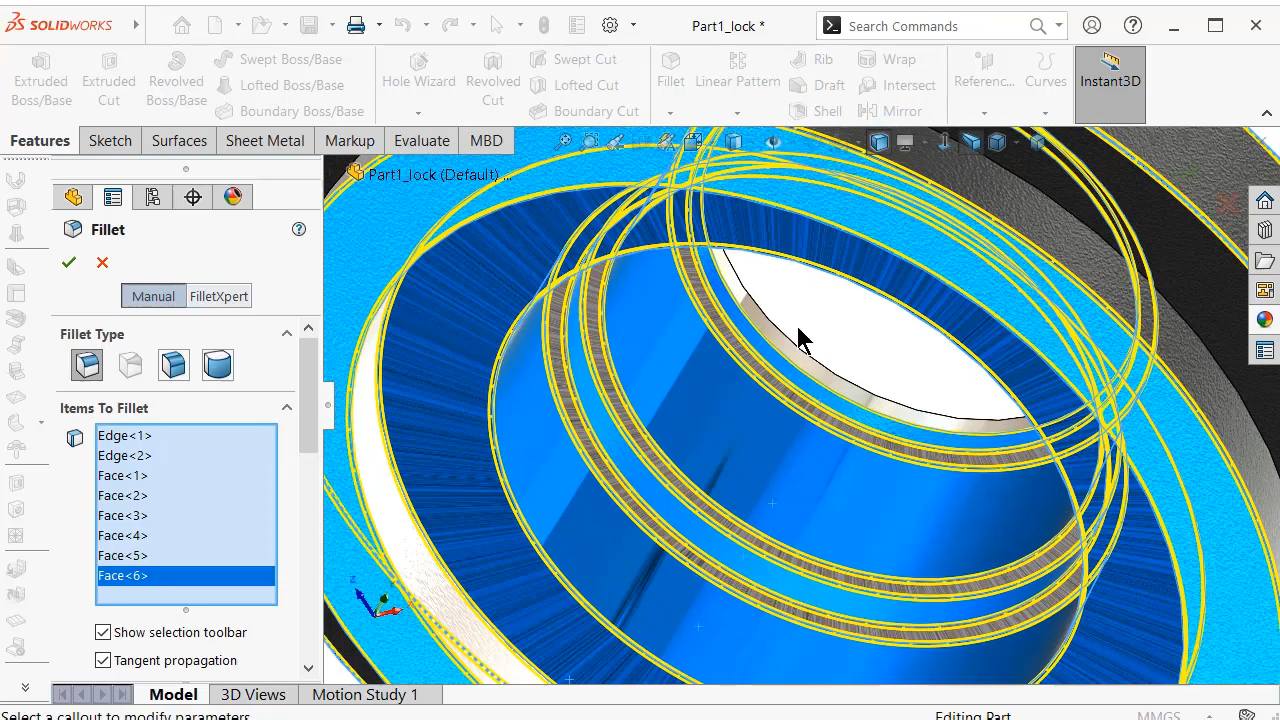 SOLIDWORKS
Part1_lock *
Search Commands
Extruded Boss/Base
Extruded Cut
Revolved Boss/Base
Swept Boss/Base
Lofted Boss/Base
Boundary Boss/Base
Hole Wizard
Revolved Cut
Swept Cut
Lofted Cut
Boundary Cut
Fillet
Linear Pattern
Rib
Draft
Shell
Wrap
Intersect
Mirror
Referenc...
Curves
Instant3D
Features
Sketch
Surfaces
Sheet Metal
Markup
Evaluate
MBD
Part1_lock (Default) ...
Fillet
Manual
FilletXpert
Fillet Type
Items To Fillet
Edge<1>
Edge<2>
Face<1>
Face<2>
Face<3>
Face<4>
Face<5>
Face<6>
Show selection toolbar
Tangent propagation
Z
Model
3D Views
Motion Study 1
Select a callout to modify parameters
Editing Part
MMGS